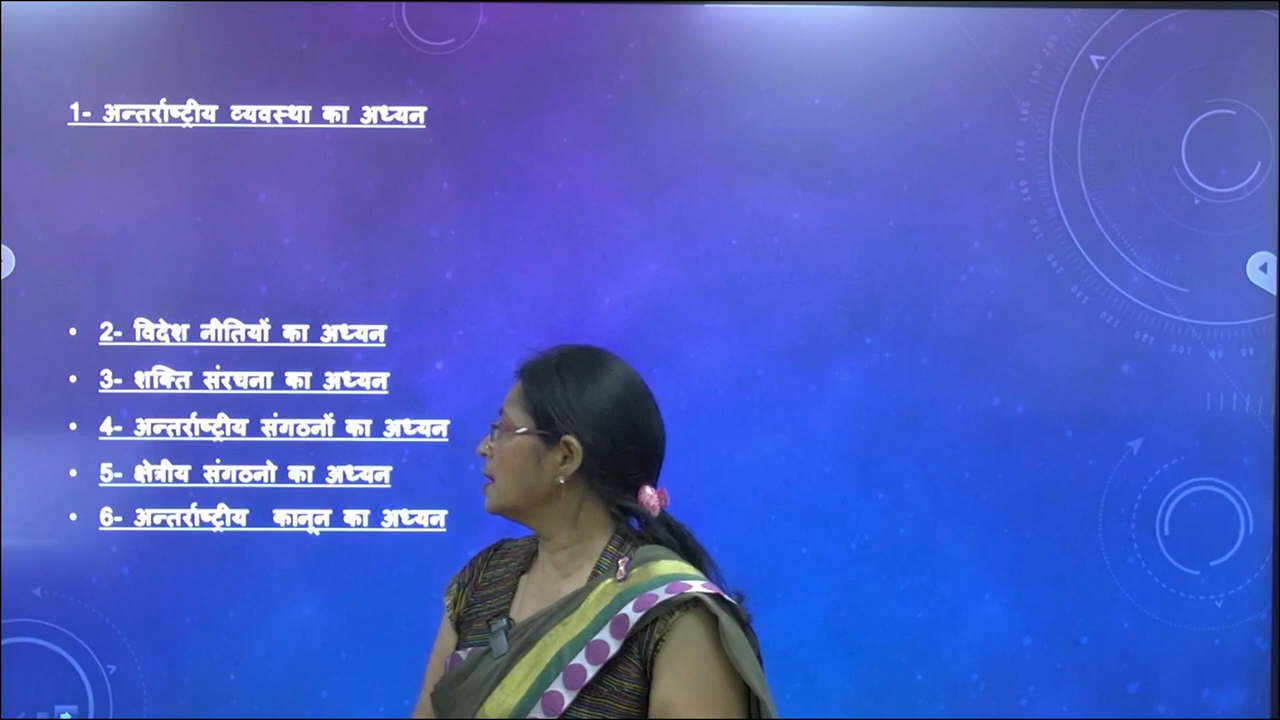 1- अन्तर्राष्ट्रीय व्यवस्था का अध्यन
• 2- विदेश नीतियों का अध्यन
• 3- शक्ति संरचना का अध्यन
• 4- अन्तर्राष्ट्रीय संगठनों का अध्यन
• 5- क्षेत्रीय संगठनो का अध्यन
• 6- अन्तर्राष्ट्रीय कानून का अध्यन